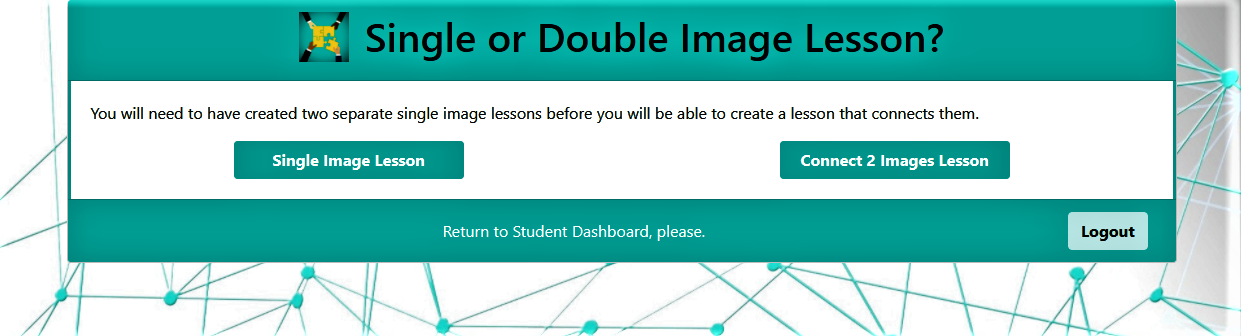 Single or Double Image Lesson?
You will need to have created two separate single image lessons before you will be able to create a lesson that connects them.
Single Image Lesson
Connect 2 Images Lesson
Return to Student Dashboard, please.
Logout